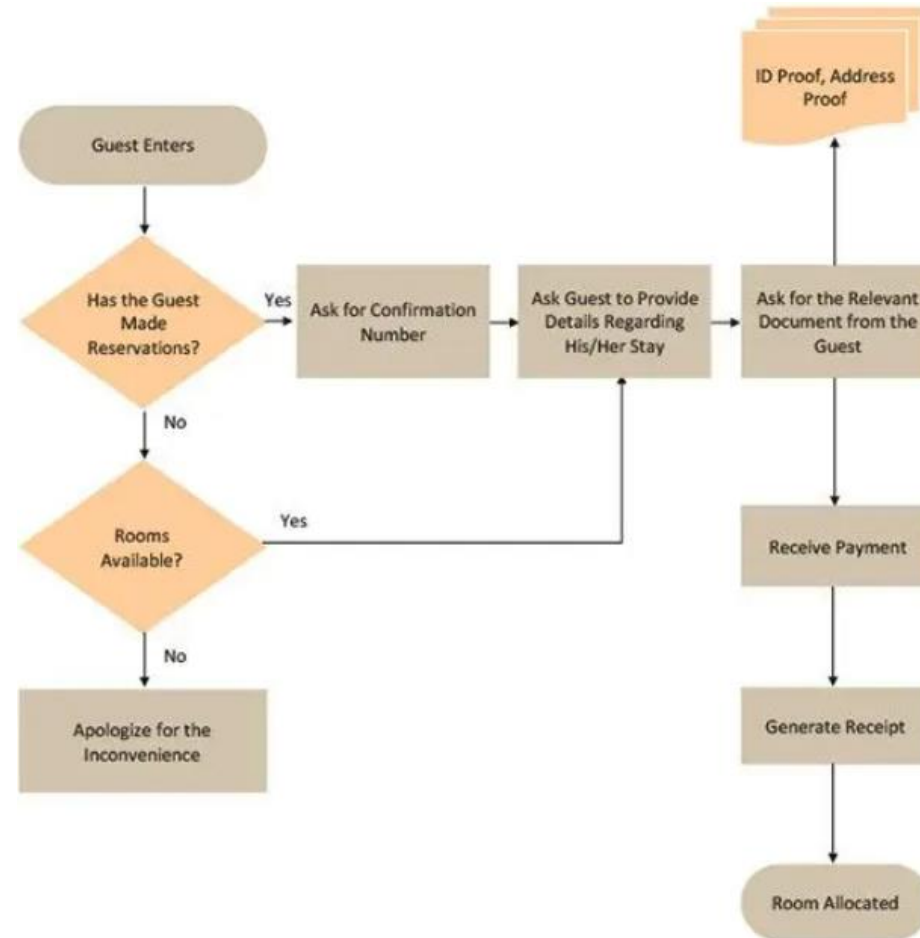 ID Proof, Address
Proof
Guest Enters
Has the Guest
Made
Reservations?
Yes
Ask for Confirmation
Number
Ask Guest to Provide
Details Regarding
His/Her Stay
Ask for the Relevant
Document from the
Guest
No
Rooms
Available?
Yes
Receive Payment
No
Apologize for the
Inconvenience
Generate Receipt
Room Allocated